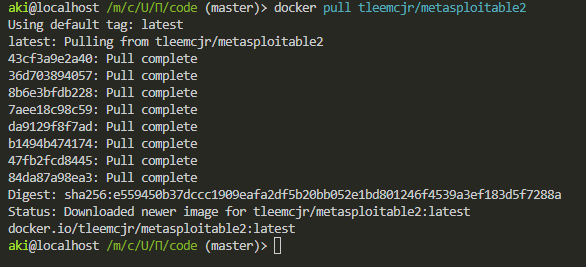 aki@localhost /m/c/U/П/code (master)> docker pull tleemcjr/metasploitable2
Using default tag: latest
latest: Pulling from tleemcjr/metasploitable2
43cf3a9e2a40: Pull complete
36d703894057: Pull complete
8b6e3bfdb228: Pull complete
7aee18c98c59: Pull complete
da9129f8f7ad: Pull complete
b1494b474174: Pull complete
47fb2fcd8445: Pull complete
84da87a98ea3: Pull complete
Digest: sha256:e559450b37dccc1909eafa2df5b20bb052e1bd801246f4539a3ef183d5f7288a
Status: Downloaded newer image for tleemcjr/metasploitable2:latest
docker.io/tleemcjr/metasploitable2:latest
aki@localhost /m/c/U/П/code (master)>